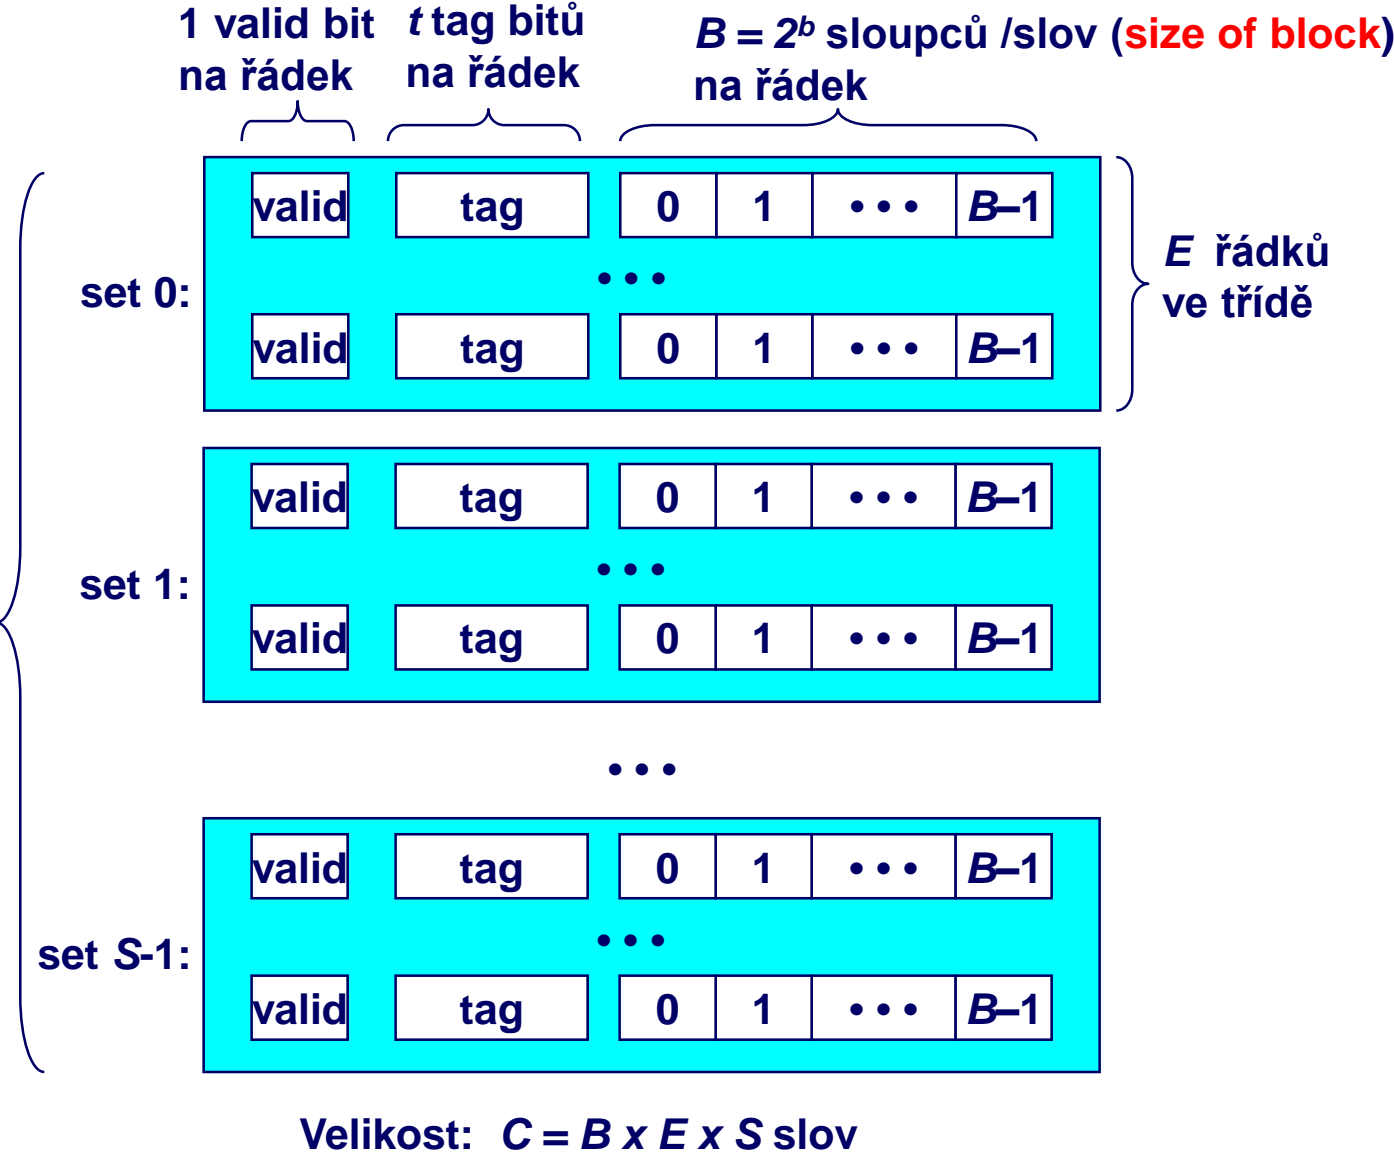 1 valid bit
na řádek
t tag bitů
na řádek
B = 2ᵇ sloupců /slov (size of block)
na řádek
valid tag 0 1 • • • B–1
• • •
set 0:
valid tag 0 1 • • • B–1
E řádků
ve třídě
valid tag 0 1 • • • B–1
• • •
set 1:
valid tag 0 1 • • • B–1
• • •
valid tag 0 1 • • • B–1
• • •
set S-1:
valid tag 0 1 • • • B–1
Velikost: C = B x E x S slov